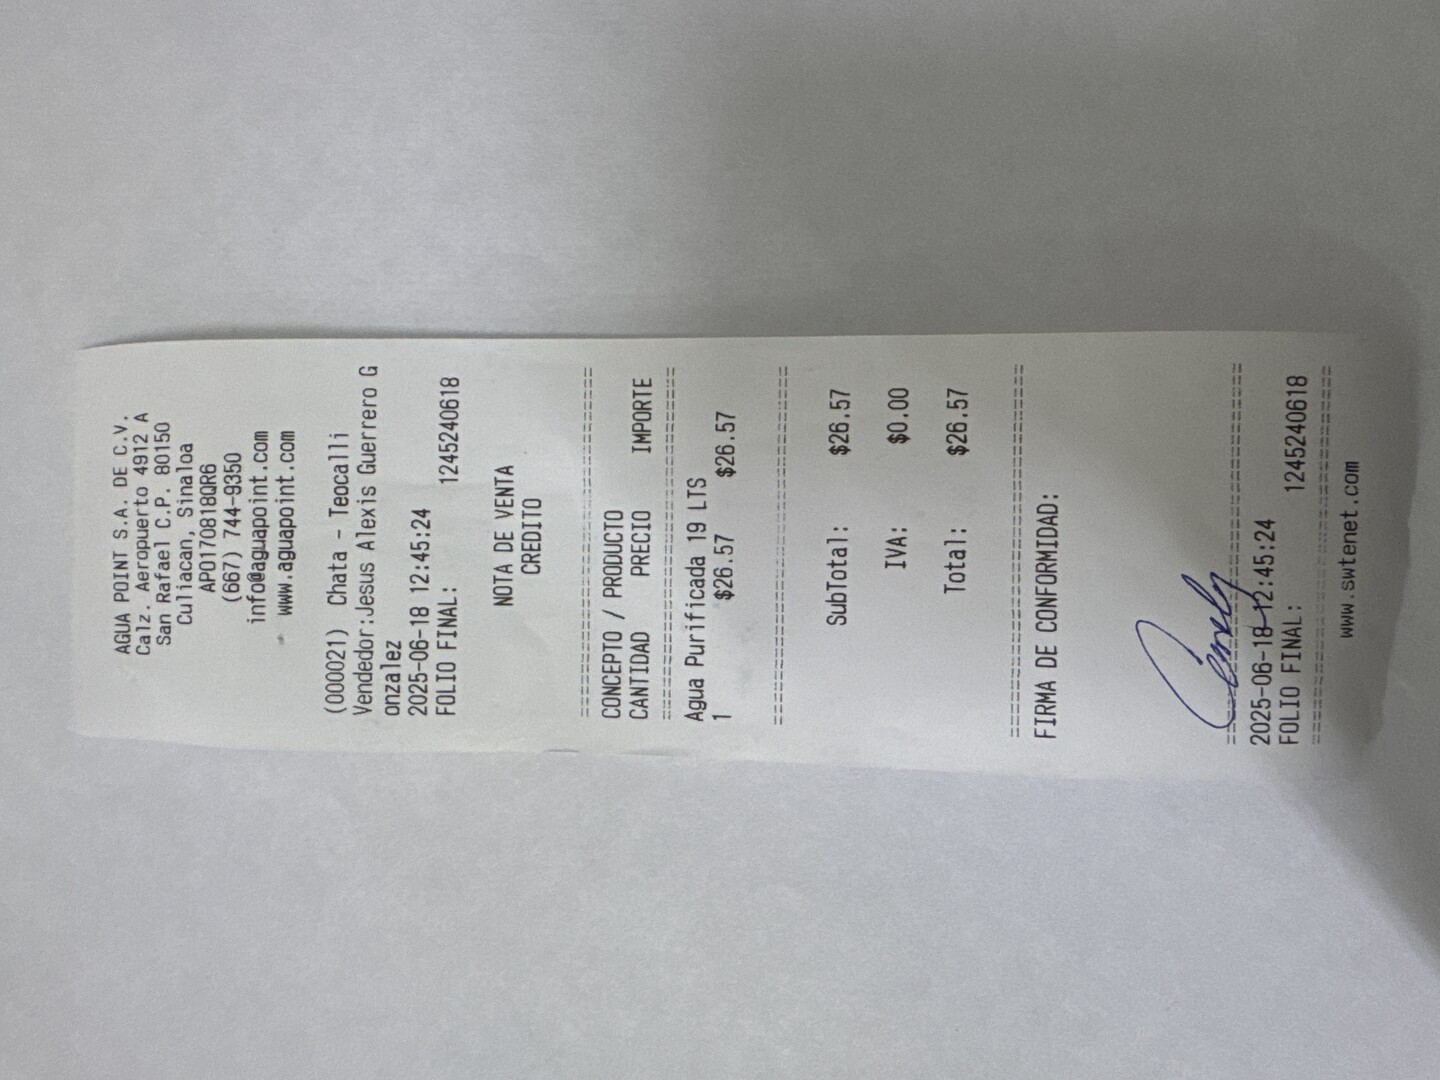 AGUA POINT S.A. DE C.V.
Calz. Aeropuerto 4912 A
San Rafael C.P. 80150
Culiacan, Sinaloa
APO170818QR6
(667) 744-9350
info@aguapoint.com
www.aguapoint.com
(000021) Chata - Teocalli
Vendedor:Jesus Alexis Guerrero G
onzalez
2025-06-18 12:45:24
FOLIO FINAL: 1245240618
NOTA DE VENTA
CREDITO
================================
CONCEPTO / PRODUCTO
CANTIDAD PRECIO IMPORTE
================================
Agua Purificada 19 LTS
1 $26.57 $26.57
================================
SubTotal: $26.57
IVA: $0.00
Total: $26.57
================================
FIRMA DE CONFORMIDAD:
================================
2025-06-18 12:45:24
FOLIO FINAL: 1245240618
================================
www.swtenet.com